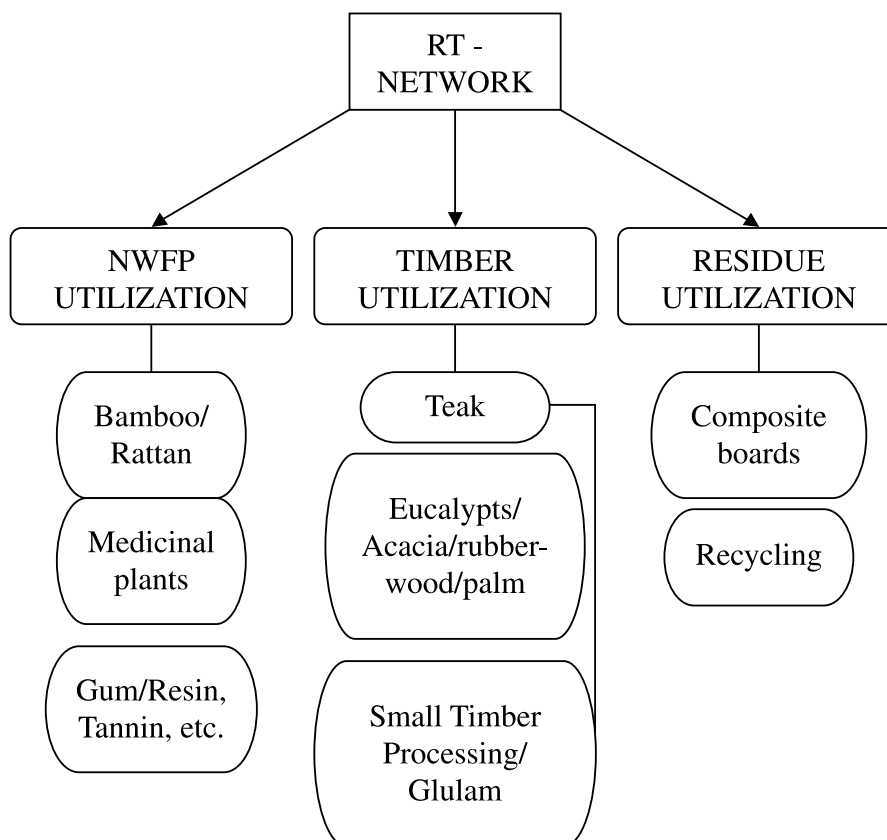 RT -
NETWORK
NWFP
UTILIZATION
TIMBER
UTILIZATION
RESIDUE
UTILIZATION
Bamboo/
Rattan
Medicinal
plants
Gum/Resin,
Tannin, etc.
Teak
Eucalypts/
Acacia/rubber-
wood/palm
Small Timber
Processing/
Glulam
Composite
boards
Recycling